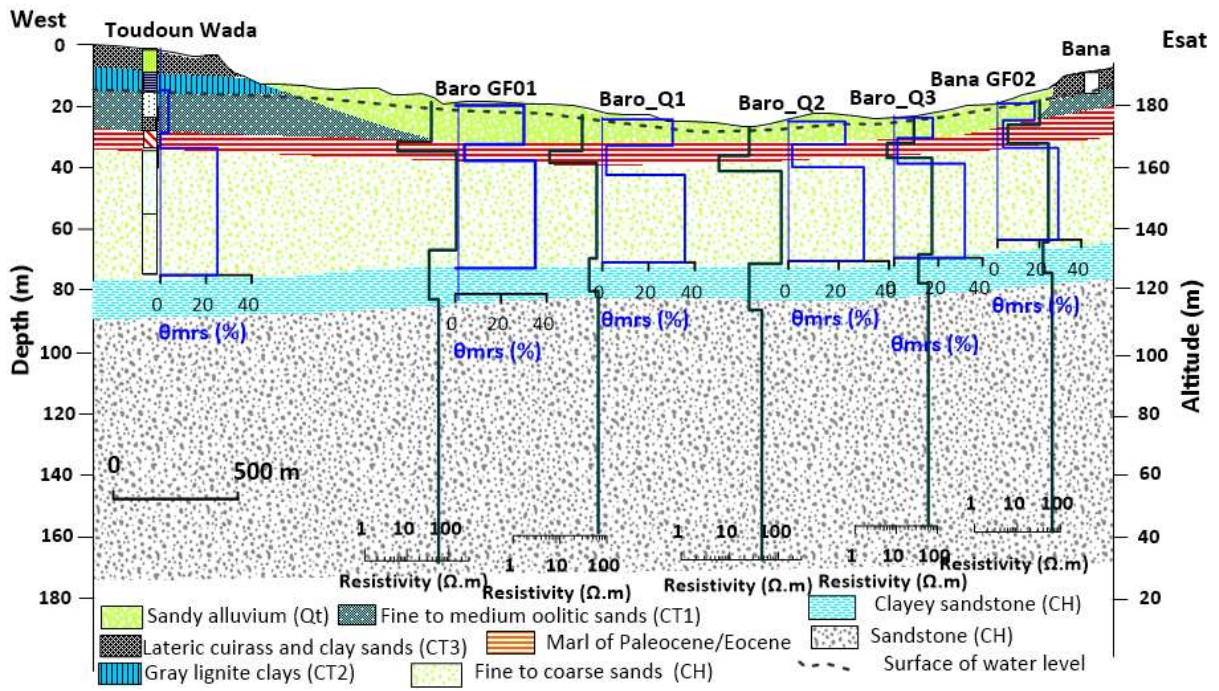 West
Toudoun Wada
Baro GF01
Baro_Q1
Baro_Q2
Baro_Q3
Bana GF02
Bana
Esat
Depth (m)
0
20
40
60
80
100
120
140
160
180
Altitude (m)
180
160
140
120
100
80
60
40
20
0 20 40
θmrs (%)
0 20 40
θmrs (%)
0 20 40
θmrs (%)
0 20 40
θmrs (%)
0 20 40
θmrs (%)
0 20 40
θmrs (%)
0 500 m
1 10 100
Resistivity (Ω.m)
1 10 100
Resistivity (Ω.m)
1 10 100
Resistivity (Ω.m)
1 10 100
Resistivity (Ω.m)
1 10 100
Resistivity (Ω.m)
Sandy alluvium (Qt)
Fine to medium oolitic sands (CT1)
Clayey sandstone (CH)
Lateric cuirass and clay sands (CT3)
Marl of Paleocene/Eocene
Sandstone (CH)
Gray lignite clays (CT2)
Fine to coarse sands (CH)
Surface of water level